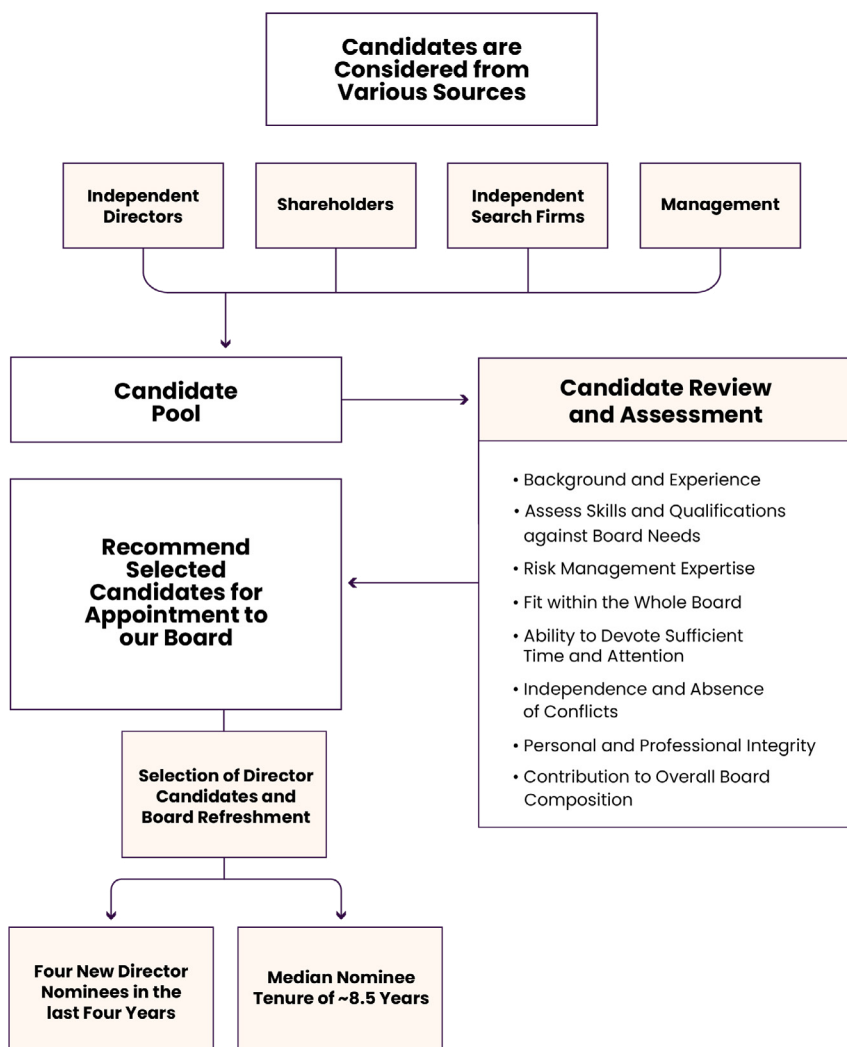 Candidates are
Considered from
Various Sources
Independent
Directors
Shareholders
Independent
Search Firms
Management
Candidate
Pool
Candidate Review
and Assessment
• Background and Experience
• Assess Skills and Qualifications
against Board Needs
• Risk Management Expertise
• Fit within the Whole Board
• Ability to Devote Sufficient
Time and Attention
• Independence and Absence
of Conflicts
• Personal and Professional Integrity
• Contribution to Overall Board
Composition
Recommend
Selected
Candidates for
Appointment to
our Board
Selection of Director
Candidates and
Board Refreshment
Four New Director
Nominees in the
last Four Years
Median Nominee
Tenure of ~8.5 Years